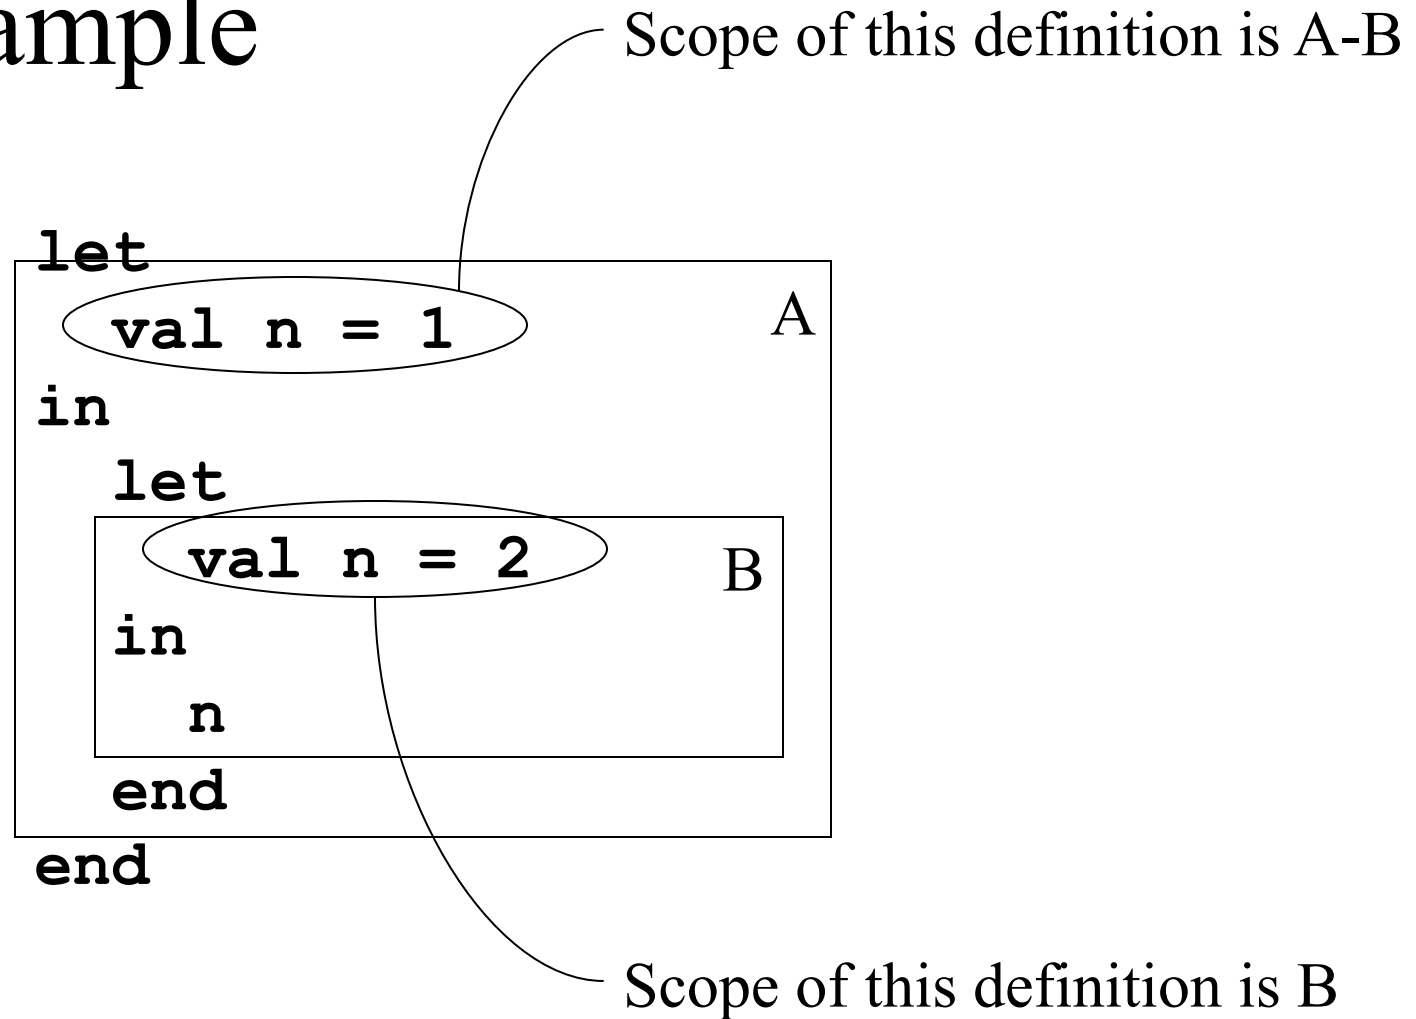 ample
Scope of this definition is A-B
let
val n = 1
A
in
let
val n = 2
B
in
n
end
end
Scope of this definition is B